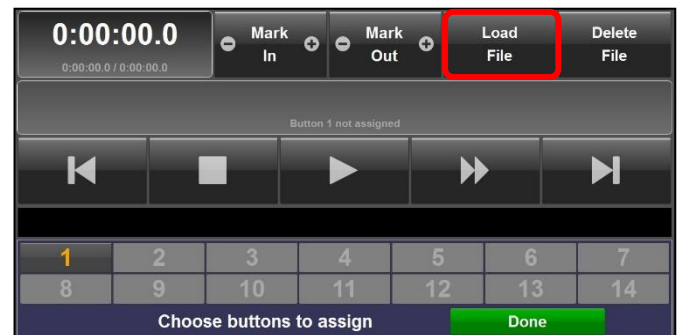 0:00:00.0
0:00:00.0 / 0:00:00.0
Mark In
Mark Out
Load File
Delete File
Button 1 not assigned
1 2 3 4 5 6 7
8 9 10 11 12 13 14
Choose buttons to assign Done